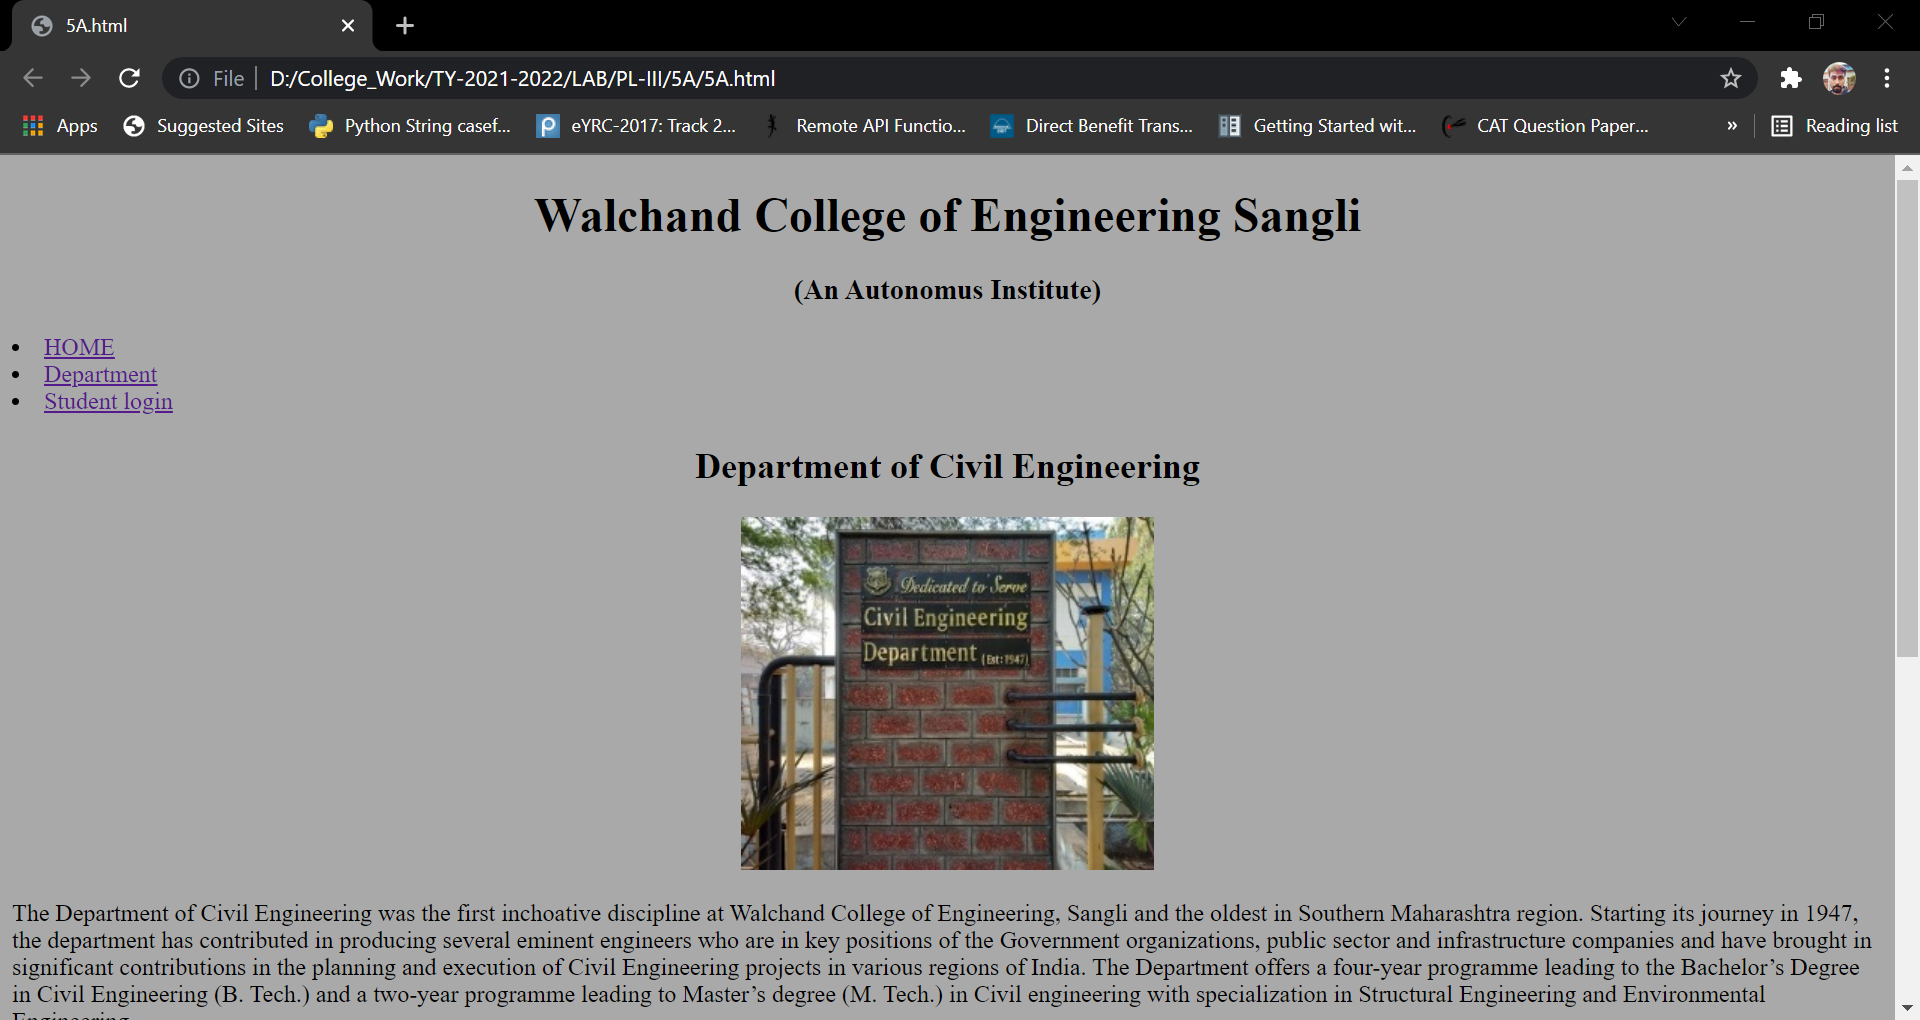 5A.html
File
D:/College_Work/TY-2021-2022/LAB/PL-III/5A/5A.html
Apps
Suggested Sites
Python String casef...
eYRC-2017: Track 2...
Remote API Functio...
Direct Benefit Trans...
Getting Started wit...
CAT Question Paper...
»
Reading list
Walchand College of Engineering Sangli
(An Autonomus Institute)
• HOME
• Department
• Student login
Department of Civil Engineering
Dedicated to Serve
Civil Engineering
Department (Est:1947)
The Department of Civil Engineering was the first inchoative discipline at Walchand College of Engineering, Sangli and the oldest in Southern Maharashtra region. Starting its journey in 1947,
the department has contributed in producing several eminent engineers who are in key positions of the Government organizations, public sector and infrastructure companies and have brought in
significant contributions in the planning and execution of Civil Engineering projects in various regions of India. The Department offers a four-year programme leading to the Bachelor’s Degree
in Civil Engineering (B. Tech.) and a two-year programme leading to Master’s degree (M. Tech.) in Civil engineering with specialization in Structural Engineering and Environmental
Engineering